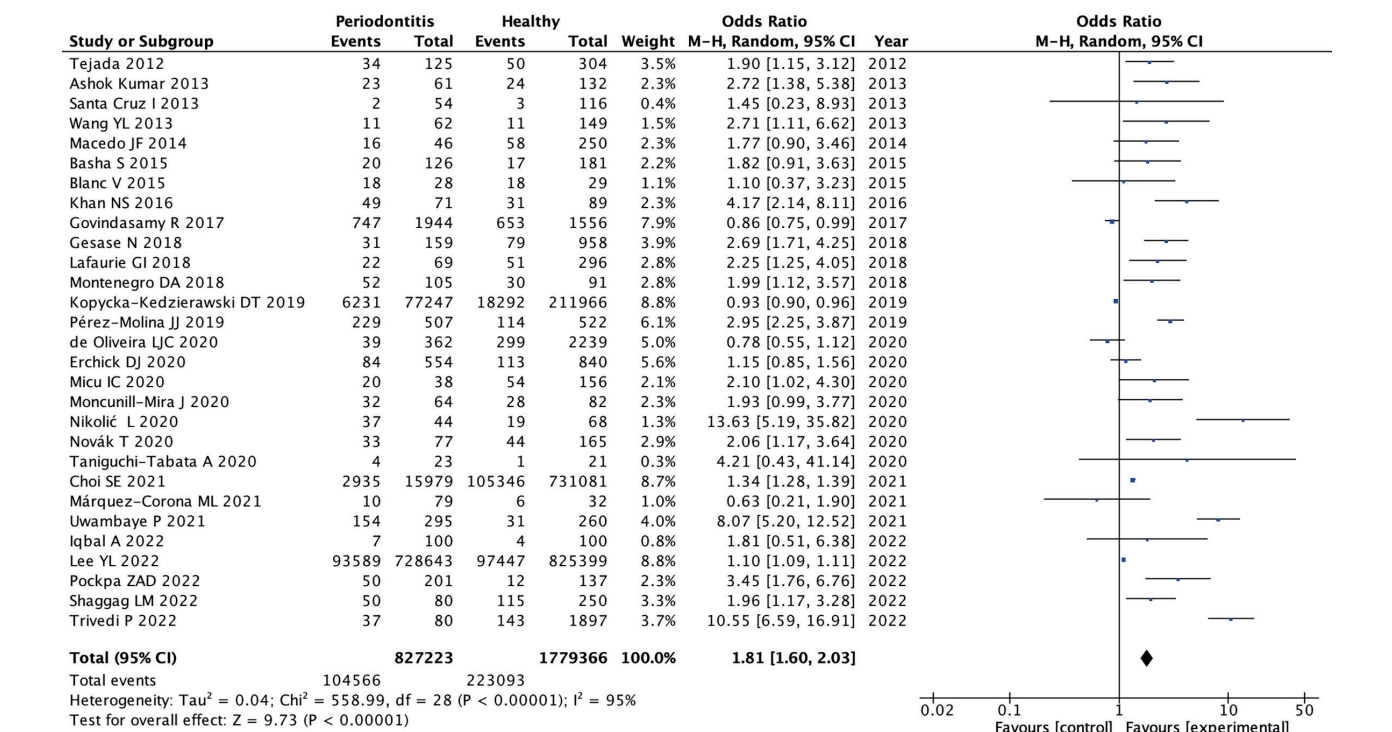 Periodontitis Healthy Odds Ratio Odds Ratio
Study or Subgroup Events Total Events Total Weight M-H, Random, 95% CI Year M-H, Random, 95% CI
Tejada 2012 34 125 50 304 3.5% 1.90 [1.15, 3.12] 2012
Ashok Kumar 2013 23 61 24 132 2.3% 2.72 [1.38, 5.38] 2013
Santa Cruz I 2013 2 54 3 116 0.4% 1.45 [0.23, 8.93] 2013
Wang YL 2013 11 62 11 149 1.5% 2.71 [1.11, 6.62] 2013
Macedo JF 2014 16 46 58 250 2.3% 1.77 [0.90, 3.46] 2014
Basha S 2015 20 126 17 181 2.2% 1.82 [0.91, 3.63] 2015
Blanc V 2015 18 28 18 29 1.1% 1.10 [0.37, 3.23] 2015
Khan NS 2016 49 71 31 89 2.3% 4.17 [2.14, 8.11] 2016
Govindasamy R 2017 747 1944 653 1556 7.9% 0.86 [0.75, 0.99] 2017
Gesase N 2018 31 159 79 958 3.9% 2.69 [1.71, 4.25] 2018
Lafaurie GI 2018 22 69 51 296 2.8% 2.25 [1.25, 4.05] 2018
Montenegro DA 2018 52 105 30 91 2.8% 1.99 [1.12, 3.57] 2018
Kopycka-Kedzierawski DT 2019 6231 77247 18292 211966 8.8% 0.93 [0.90, 0.96] 2019
Pérez-Molina JJ 2019 229 507 114 522 6.1% 2.95 [2.25, 3.87] 2019
de Oliveira LJC 2020 39 362 299 2239 5.0% 0.78 [0.55, 1.12] 2020
Erchick DJ 2020 84 554 113 840 5.6% 1.15 [0.85, 1.56] 2020
Micu IC 2020 20 38 54 156 2.1% 2.10 [1.02, 4.30] 2020
Moncunill-Mira J 2020 32 64 28 82 2.3% 1.93 [0.99, 3.77] 2020
Nikolić L 2020 37 44 19 68 1.3% 13.63 [5.19, 35.82] 2020
Novák T 2020 33 77 44 165 2.9% 2.06 [1.17, 3.64] 2020
Taniguchi-Tabata A 2020 4 23 1 21 0.3% 4.21 [0.43, 41.14] 2020
Choi SE 2021 2935 15979 105346 731081 8.7% 1.34 [1.28, 1.39] 2021
Márquez-Corona ML 2021 10 79 6 32 1.0% 0.63 [0.21, 1.90] 2021
Uwambaye P 2021 154 295 31 260 4.0% 8.07 [5.20, 12.52] 2021
Iqbal A 2022 7 100 4 100 0.8% 1.81 [0.51, 6.38] 2022
Lee YL 2022 93589 728643 97447 825399 8.8% 1.10 [1.09, 1.11] 2022
Pockpa ZAD 2022 50 201 12 137 2.3% 3.45 [1.76, 6.76] 2022
Shaggag LM 2022 50 80 115 250 3.3% 1.96 [1.17, 3.28] 2022
Trivedi P 2022 37 80 143 1897 3.7% 10.55 [6.59, 16.91] 2022
Total (95% CI) 827223 1779366 100.0% 1.81 [1.60, 2.03]
Total events 104566 223093
Heterogeneity: Tau² = 0.04; Chi² = 558.99, df = 28 (P < 0.00001); I² = 95%
Test for overall effect: Z = 9.73 (P < 0.00001)
0.02 0.1 1 10 50
Favours [control] Favours [experimental]